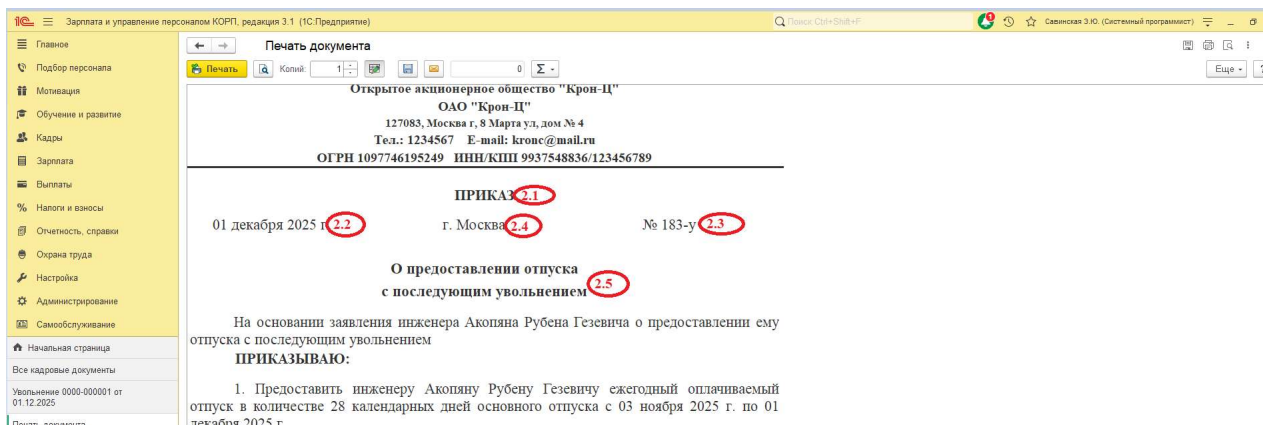 1С Зарплата и управление персоналом КОРП, редакция 3.1 (1С:Предприятие) Поиск Ctrl+Shift+F Савинская З.Ю. (Системный программист)
Главное
Подбор персонала
Мотивация
Обучение и развитие
Кадры
Зарплата
Выплаты
Налоги и взносы
Отчетность, справки
Охрана труда
Настройка
Администрирование
Самообслуживание
Начальная страница
Все кадровые документы
Увольнение 0000-000001 от
01.12.2025
Печать документа
Печать документа
Печать Копий: 1 0 Σ Еще ?
Открытое акционерное общество "Крон-Ц"
ОАО "Крон-Ц"
127083, Москва г, 8 Марта ул, дом № 4
Тел.: 1234567 E-mail: kronc@mail.ru
ОГРН 1097746195249 ИНН/КПП 9937548836/123456789
ПРИКАЗ 2.1
01 декабря 2025 г 2.2 г. Москва 2.4 № 183-у 2.3
О предоставлении отпуска
с последующим увольнением 2.5
На основании заявления инженера Акопяна Рубена Гезевича о предоставлении ему
отпуска с последующим увольнением
ПРИКАЗЫВАЮ:
1. Предоставить инженеру Акопяну Рубену Гезевичу ежегодный оплачиваемый
отпуск в количестве 28 календарных дней основного отпуска с 03 ноября 2025 г. по 01
декабря 2025 г.